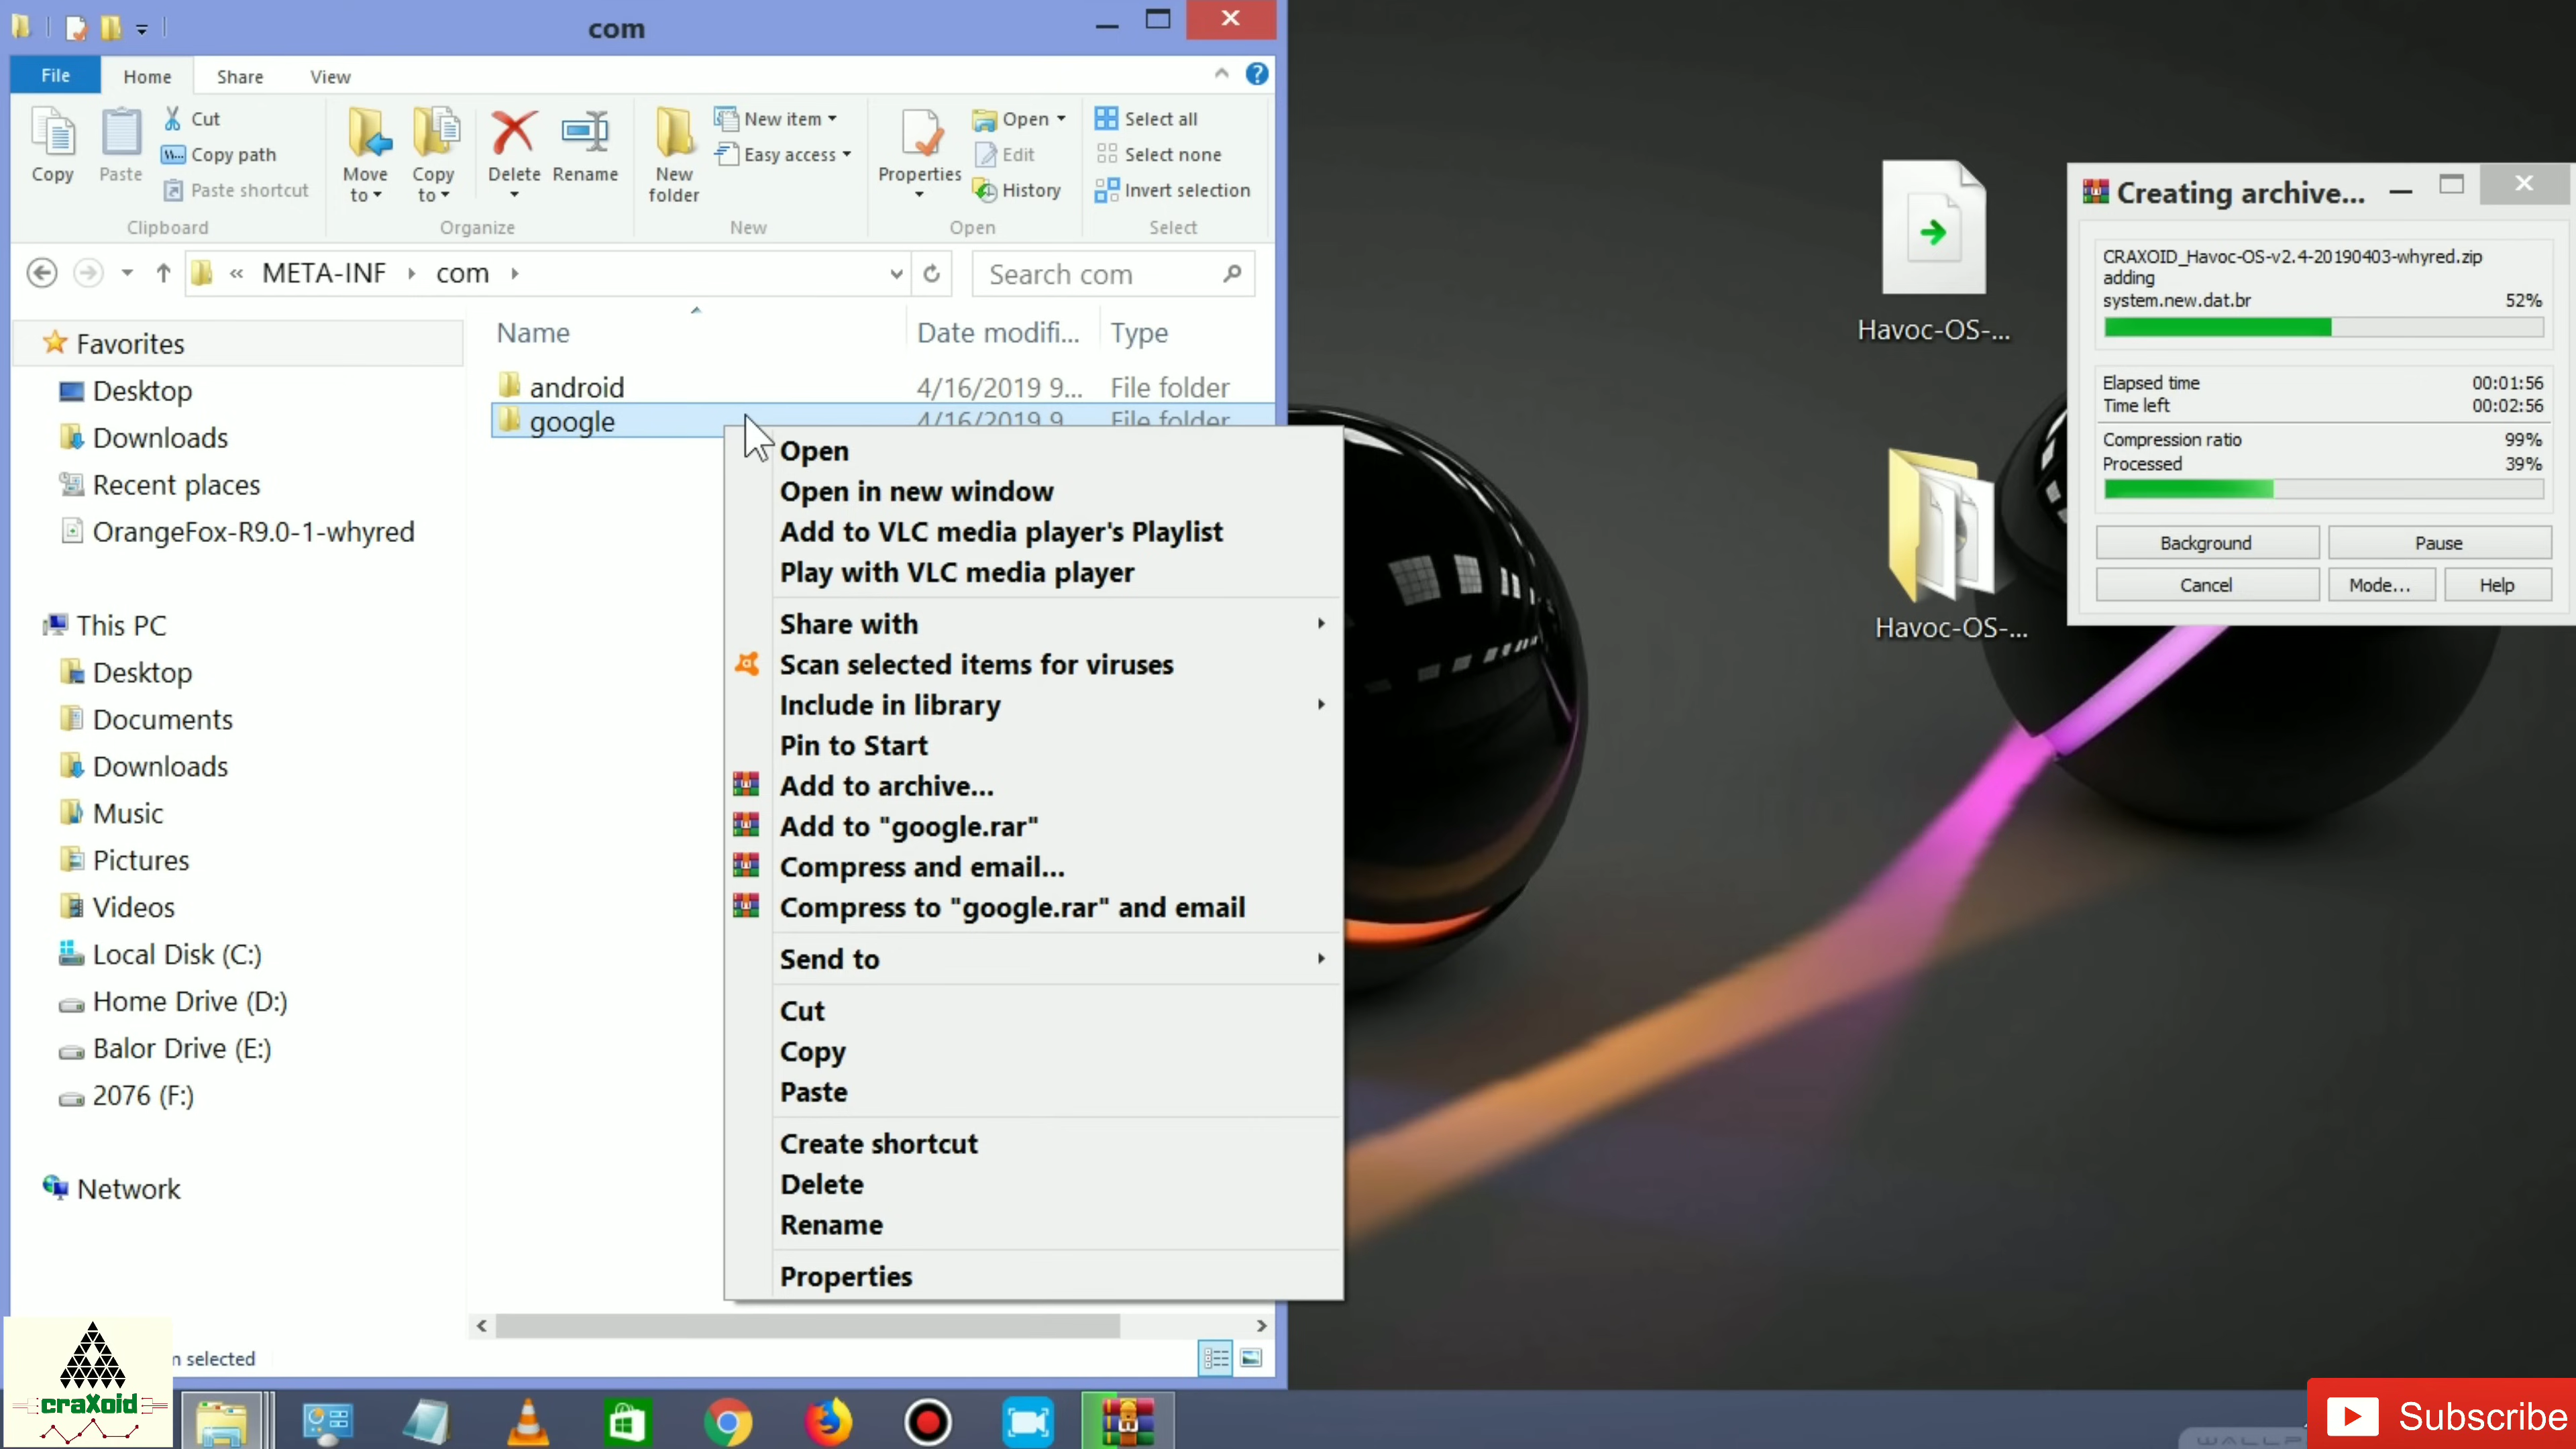 com
File Home Share View
Copy Paste Cut Copy path Paste shortcut
Move to Copy to Delete Rename
New folder New item Easy access
Properties Open Edit History
Select all Select none Invert selection
Clipboard Organize New Open Select
« META-INF com
Search com
Favorites
Desktop
Downloads
Recent places
OrangeFox-R9.0-1-whyred
This PC
Desktop
Documents
Downloads
Music
Pictures
Videos
Local Disk (C:)
Home Drive (D:)
Balor Drive (E:)
2076 (F:)
Network
Name Date modifi... Type
android 4/16/2019 9... File folder
google 4/16/2019 9 File folder
Open
Open in new window
Add to VLC media player's Playlist
Play with VLC media player
Share with
Scan selected items for viruses
Include in library
Pin to Start
Add to archive...
Add to "google.rar"
Compress and email...
Compress to "google.rar" and email
Send to
Cut
Copy
Paste
Create shortcut
Delete
Rename
Properties
selected
Havoc-OS-...
Havoc-OS-...
Creating archive...
CRAXOID_Havoc-OS-v2.4-20190403-whyred.zip
adding
system.new.dat.br 52%
Elapsed time 00:01:56
Time left 00:02:56
Compression ratio 99%
Processed 39%
Background Pause
Cancel Mode... Help
craXoid
Subscribe